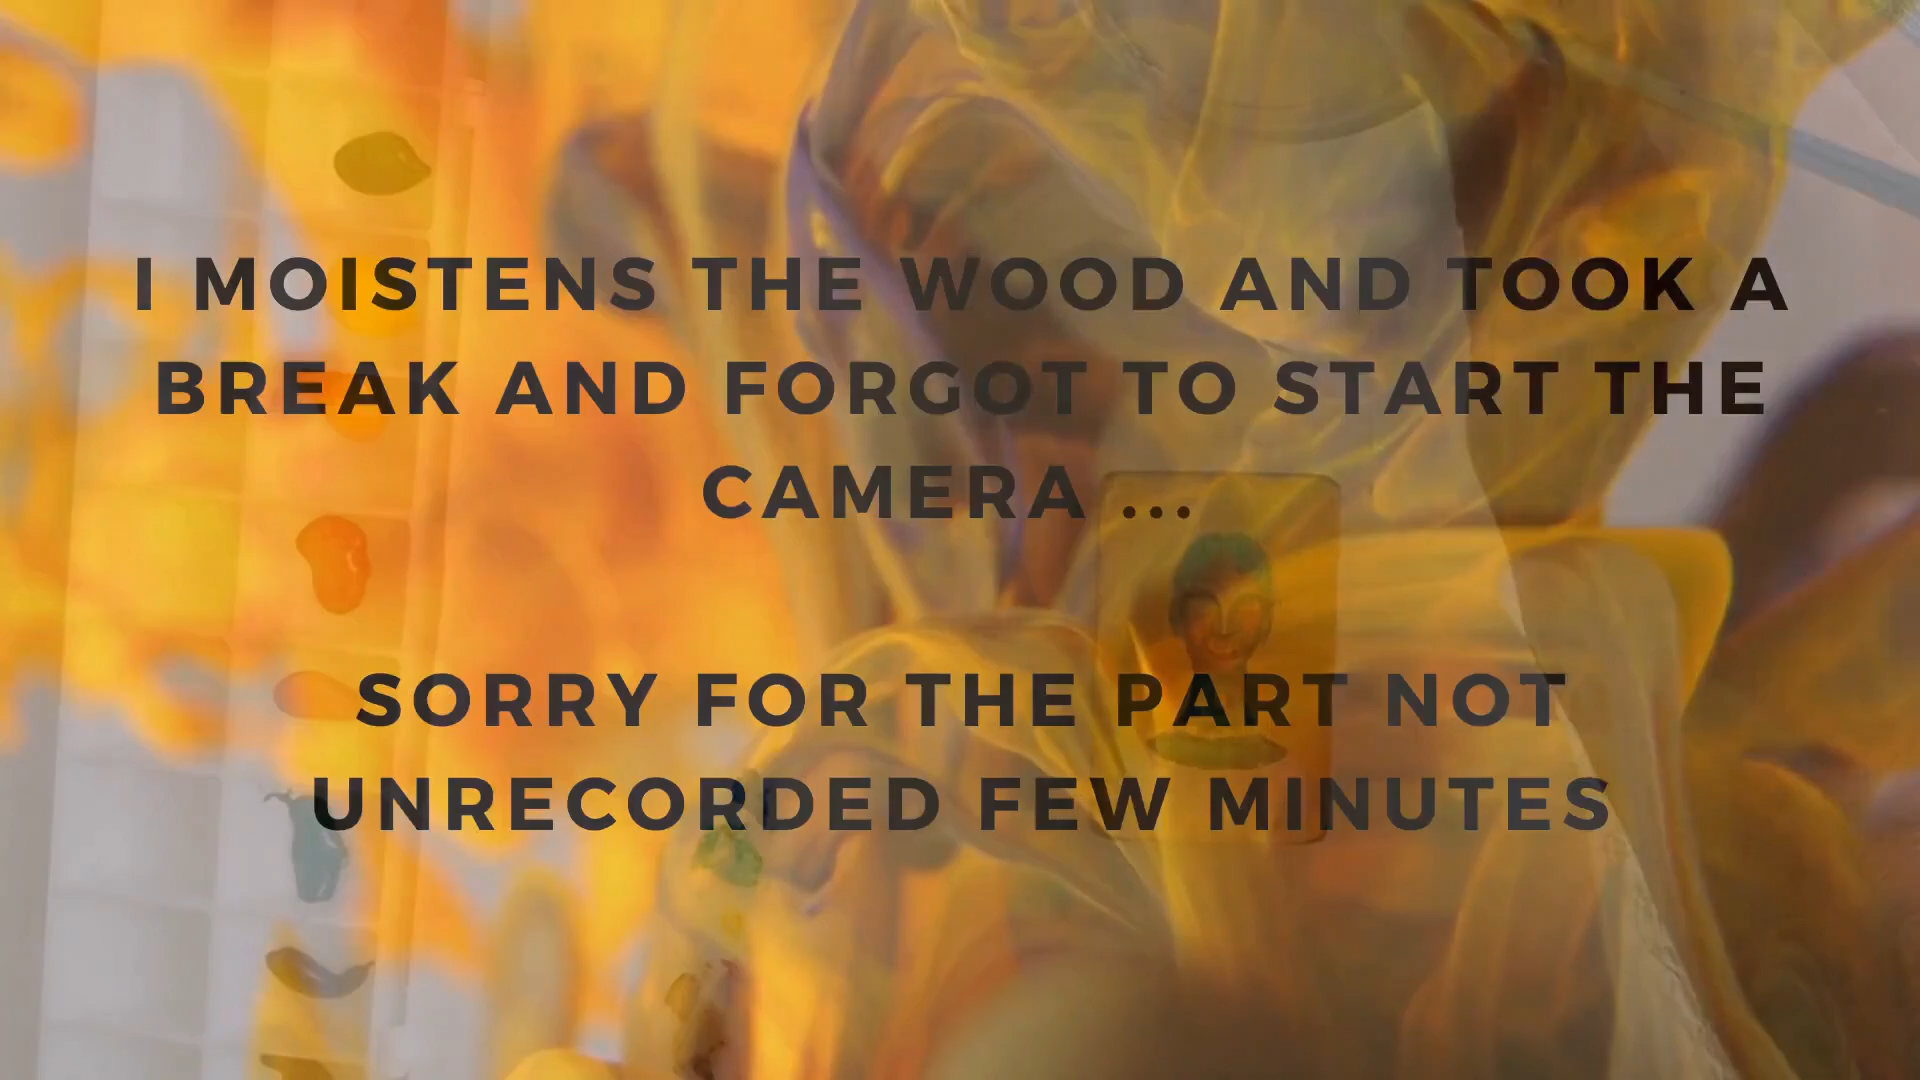 I MOISTENS THE WOOD AND TOOK A
BREAK AND FORGOT TO START THE
CAMERA ...
SORRY FOR THE PART NOT
UNRECORDED FEW MINUTES